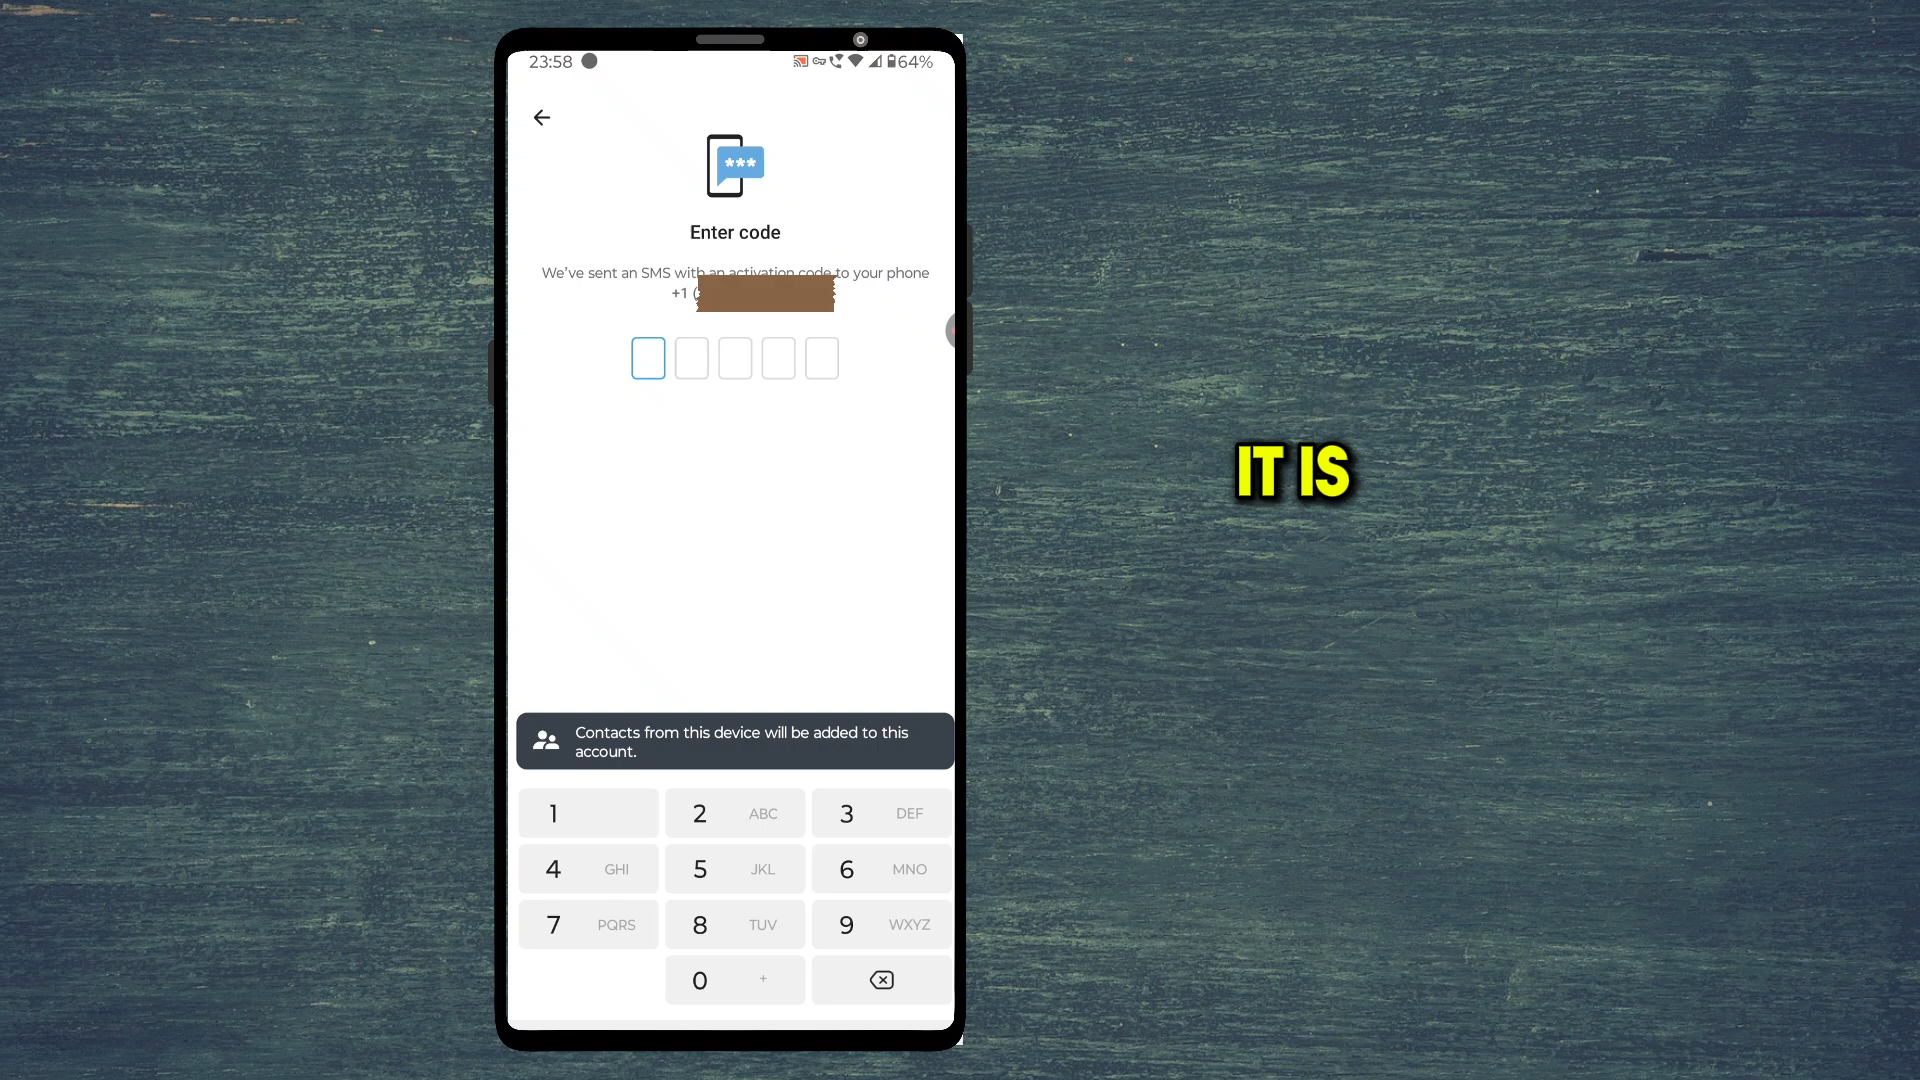 23:58
64%
***
Enter code
We've sent an SMS with an activation code to your phone
+1 (
Contacts from this device will be added to this
account.
1
2 ABC
3 DEF
4 GHI
5 JKL
6 MNO
7 PQRS
8 TUV
9 WXYZ
0 +
IT IS